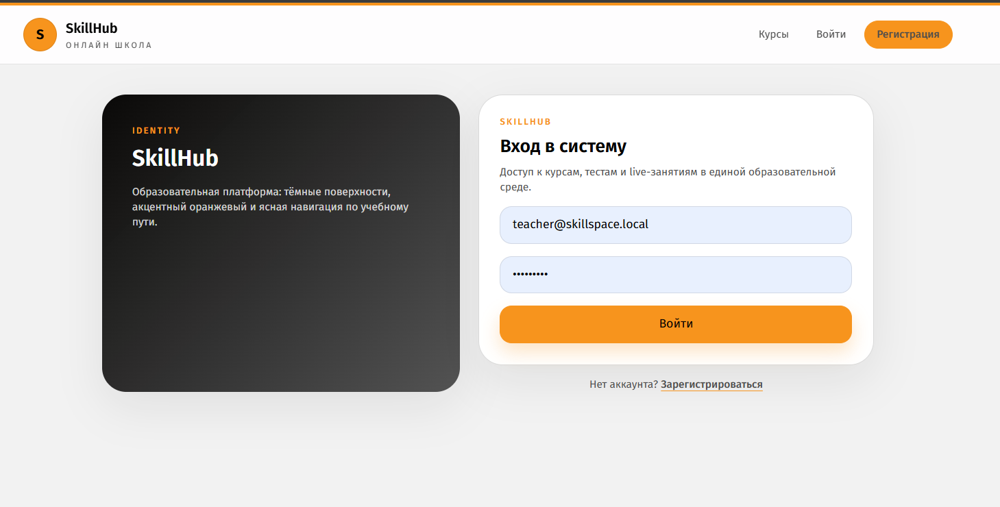 S
SkillHub
ОНЛАЙН ШКОЛА
Курсы
Войти
Регистрация
IDENTITY
SkillHub
Образовательная платформа: тёмные поверхности,
акцентный оранжевый и ясная навигация по учебному
пути.
SKILLHUB
Вход в систему
Доступ к курсам, тестам и live-занятиям в единой образовательной
среде.
teacher@skillspace.local
•••••••••
Войти
Нет аккаунта? Зарегистрироваться